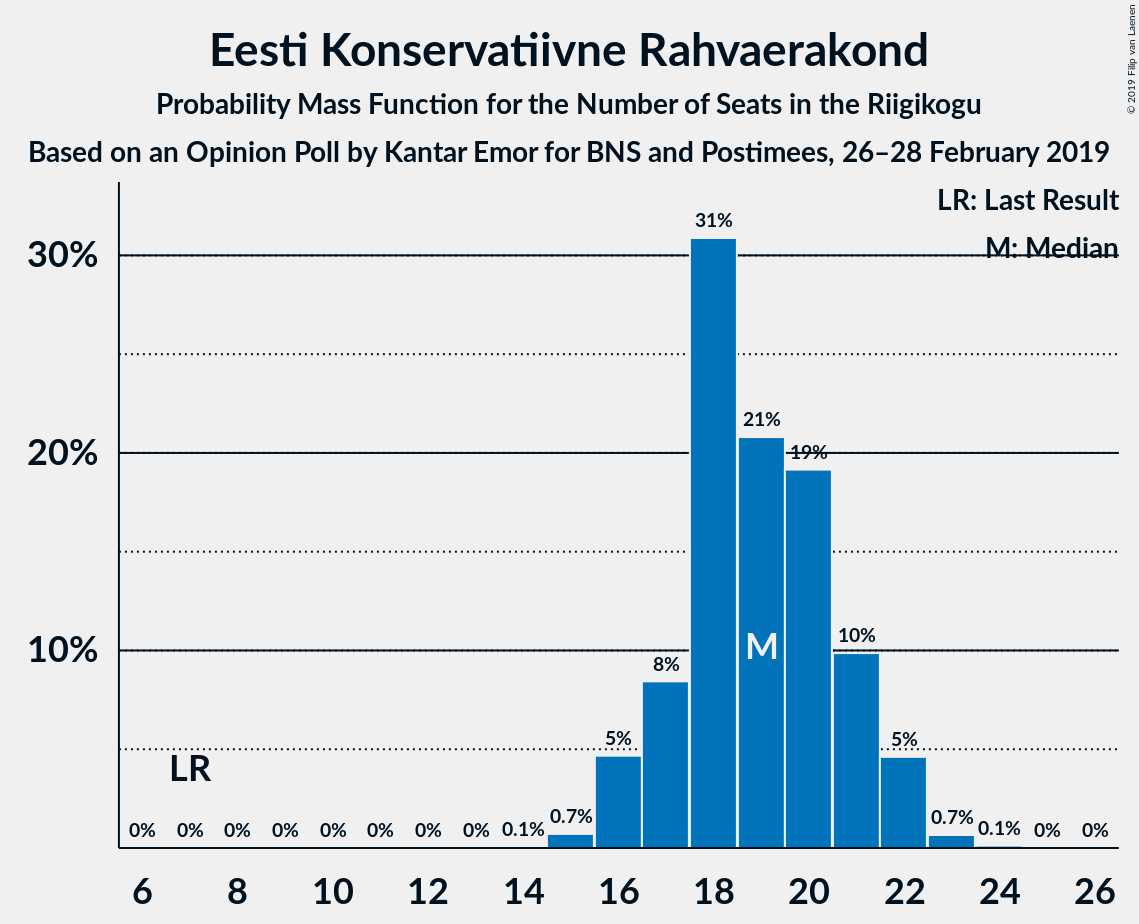 Eesti Konservatiivne Rahvaerakond
Probability Mass Function for the Number of Seats in the Riigikogu
Based on an Opinion Poll by Kantar Emor for BNS and Postimees, 26–28 February 2019
© 2019 Filip van Laenen
LR: Last Result
M: Median
30%
20%
10%
31%
21%
19%
M
10%
8%
5%
5%
LR
0% 0% 0% 0% 0% 0% 0% 0% 0.1% 0.7% 0.7% 0.1% 0% 0%
6 8 10 12 14 16 18 20 22 24 26